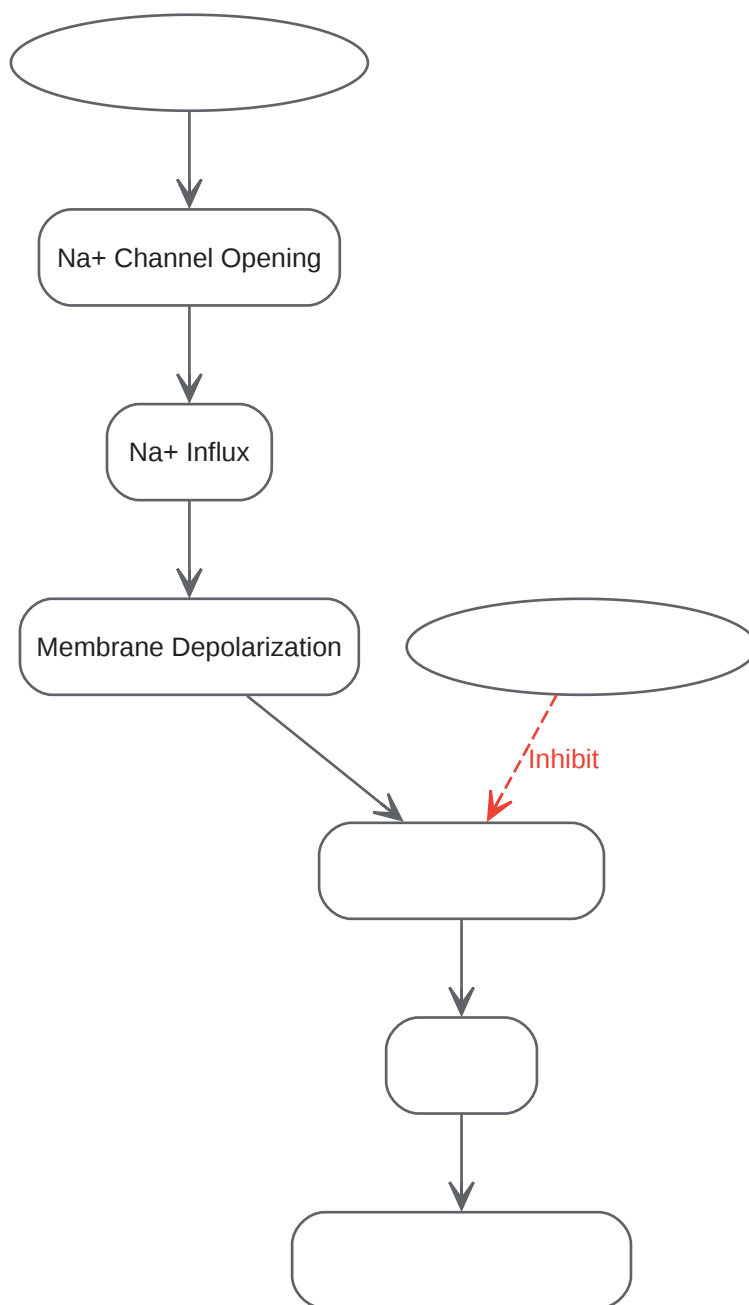 Na+ Channel Opening
Na+ Influx
Membrane Depolarization
Inhibit